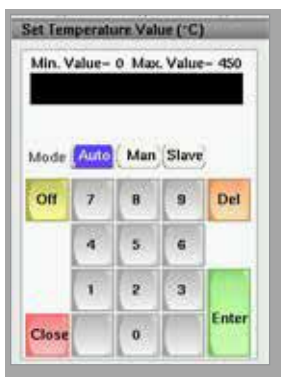 Set Temperature Value (°C)
Min. Value= 0 Max. Value= 450
Mode Auto Man Slave
Off 7 8 9 Del
4 5 6
1 2 3
Close 0 Enter